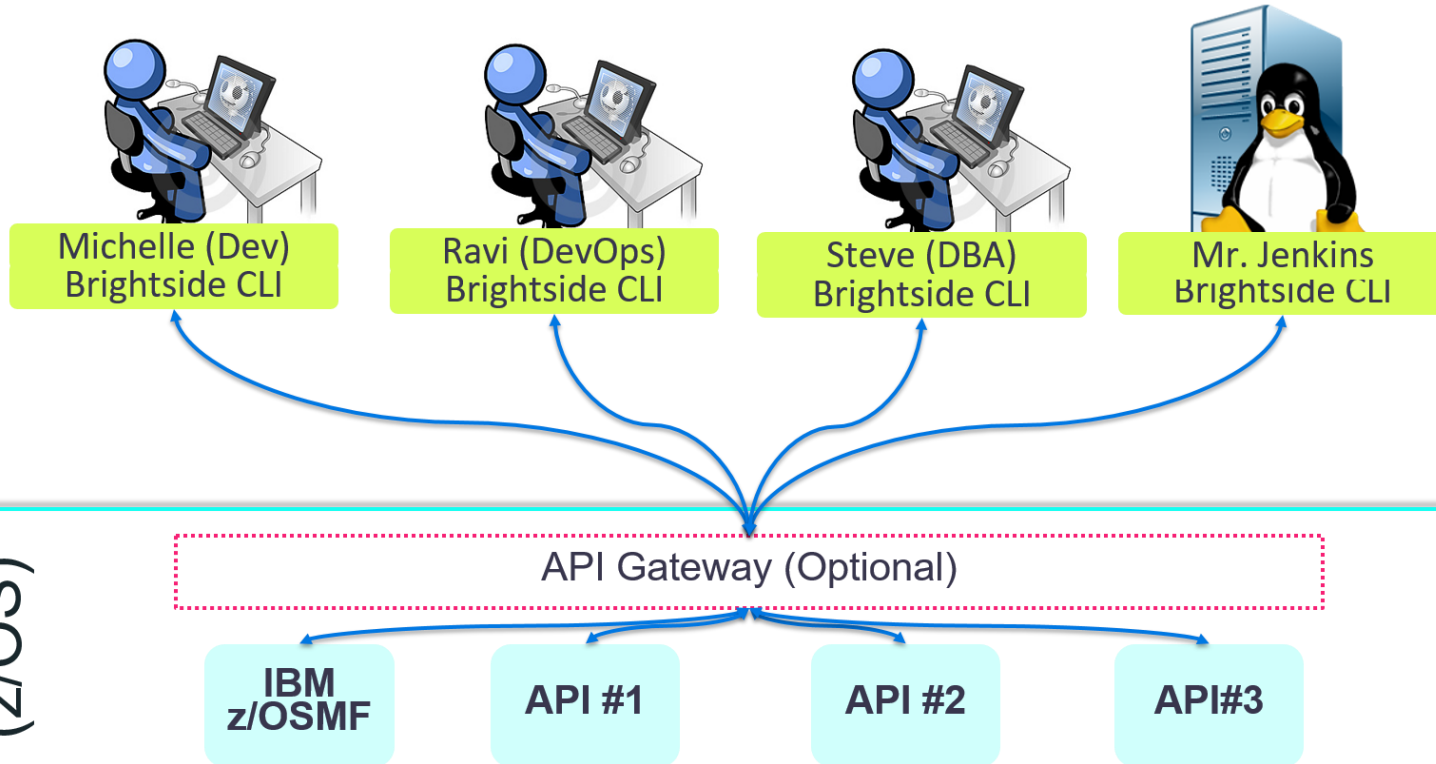 Michelle (Dev)
Brightside CLI
Ravi (DevOps)
Brightside CLI
Steve (DBA)
Brightside CLI
Mr. Jenkins
Brightside CLI
API Gateway (Optional)
(z/OS)
IBM
z/OSMF
API #1
API #2
API#3